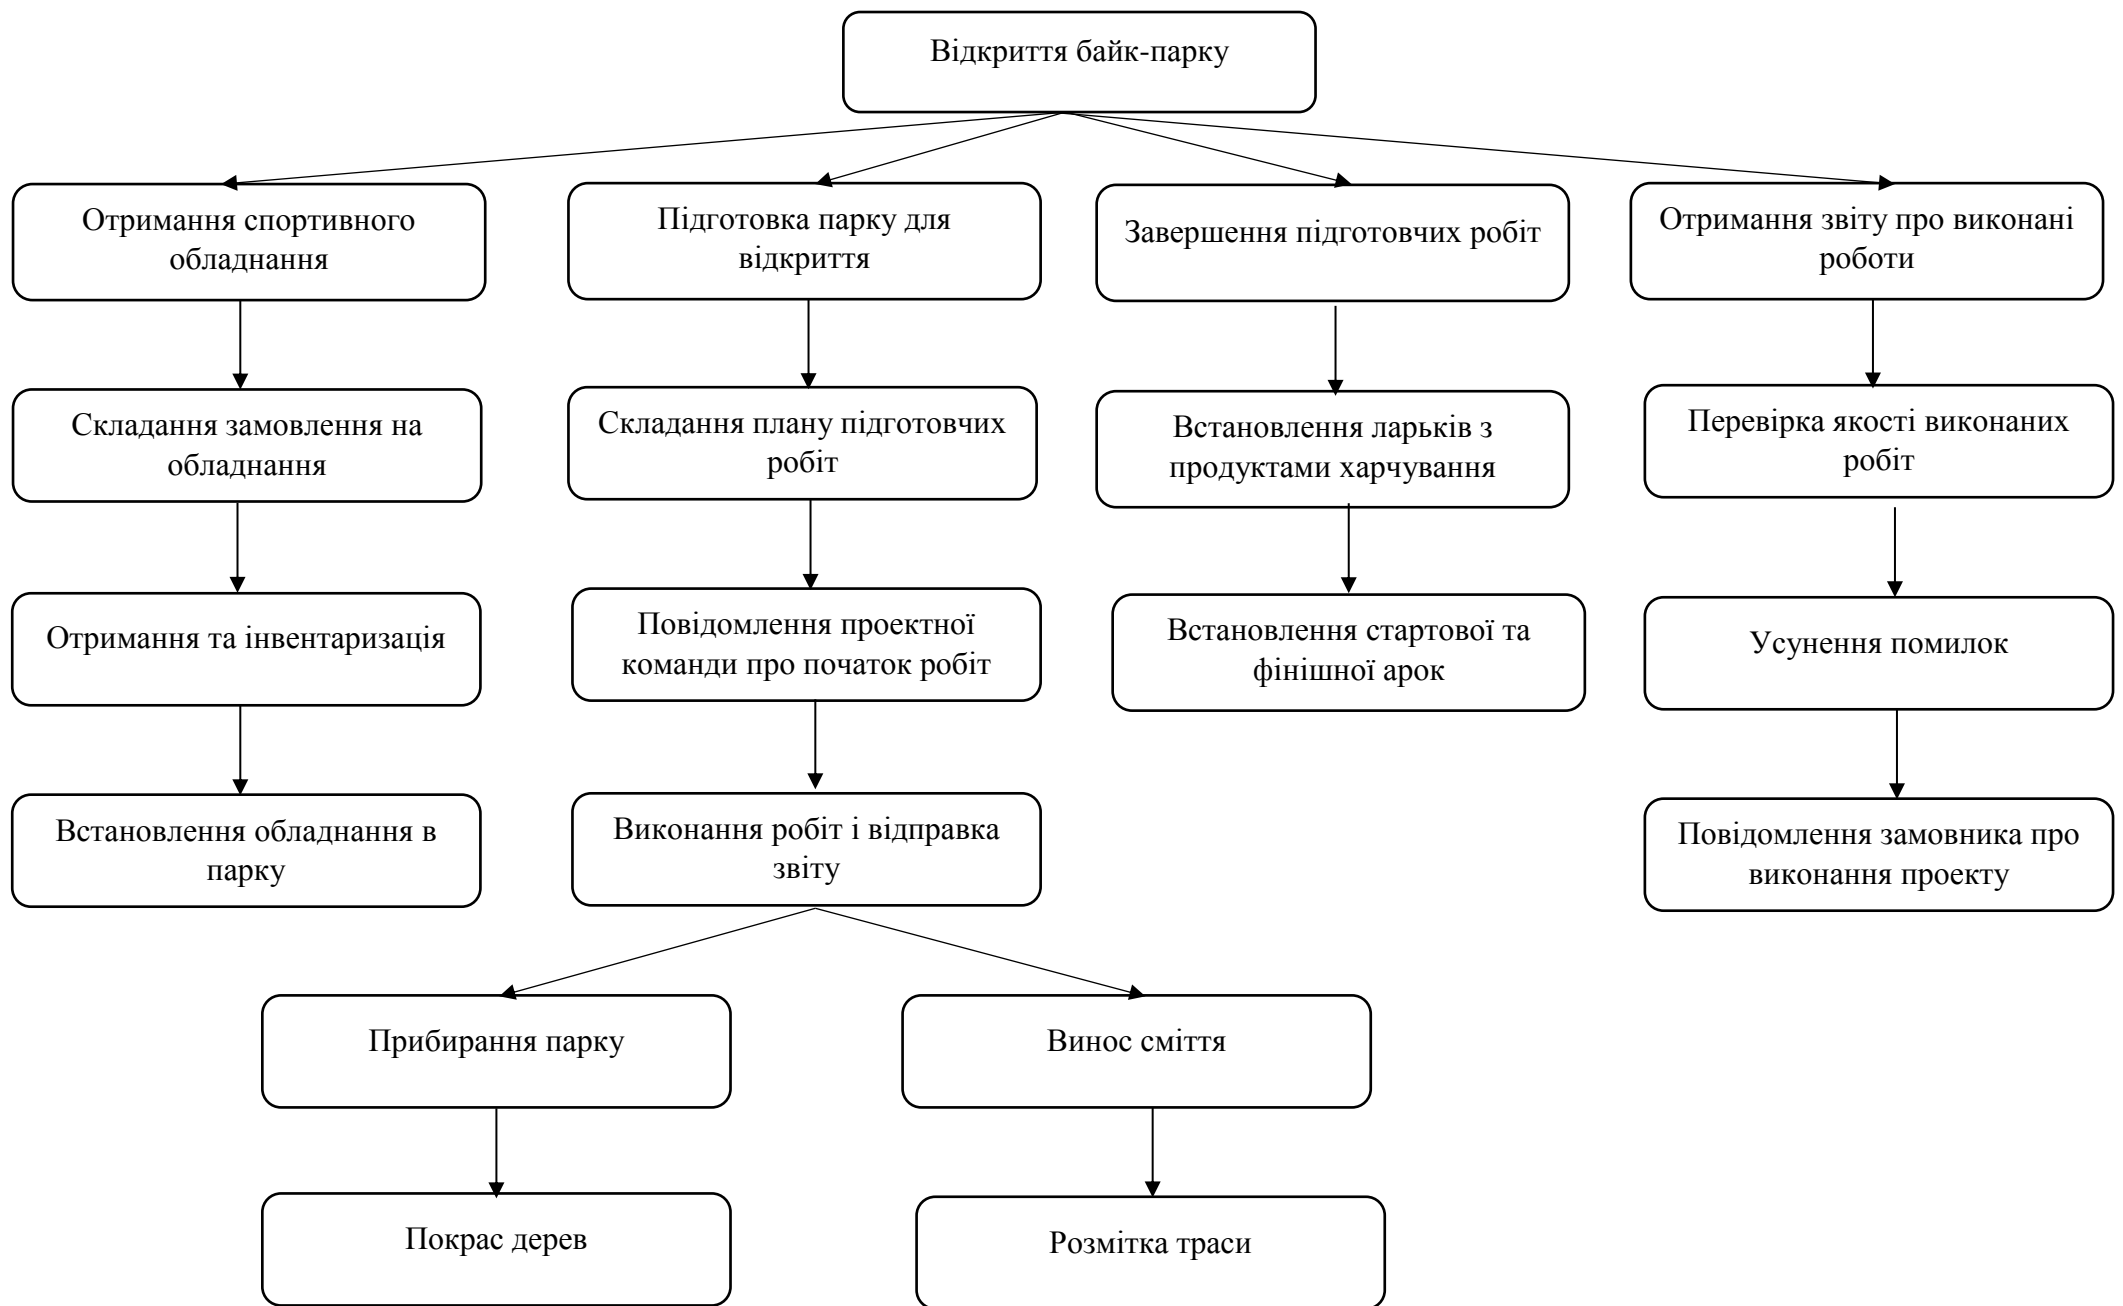 Відкриття байк-парку
Отримання спортивного
обладнання
Підготовка парку для
відкриття
Завершення підготовчих робіт
Отримання звіту про виконані
роботи
Складання замовлення на
обладнання
Складання плану підготовчих
робіт
Встановлення ларьків з
продуктами харчування
Перевірка якості виконаних
робіт
Отримання та інвентаризація
Повідомлення проектної
команди про початок робіт
Встановлення стартової та
фінішної арок
Усунення помилок
Встановлення обладнання в
парку
Виконання робіт і відправка
звіту
Повідомлення замовника про
виконання проекту
Прибирання парку
Винос сміття
Покрас дерев
Розмітка траси